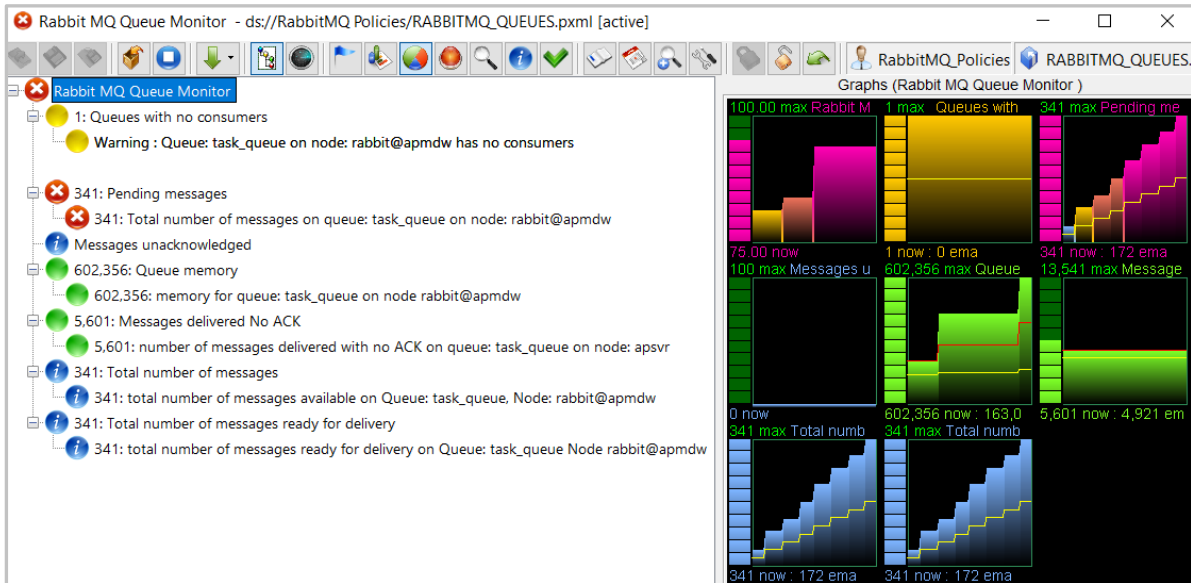 Rabbit MQ Queue Monitor - ds://RabbitMQ Policies/RABBITMQ_QUEUES.pxml [active]
RabbitMQ_Policies
RABBITMQ_QUEUES.
Rabbit MQ Queue Monitor
1: Queues with no consumers
Warning : Queue: task_queue on node: rabbit@apmdw has no consumers
341: Pending messages
341: Total number of messages on queue: task_queue on node: rabbit@apmdw
Messages unacknowledged
602,356: Queue memory
602,356: memory for queue: task_queue on node rabbit@apmdw
5,601: Messages delivered No ACK
5,601: number of messages delivered with no ACK on queue: task_queue on node: apsvr
341: Total number of messages
341: total number of messages available on Queue: task_queue, Node: rabbit@apmdw
341: Total number of messages ready for delivery
341: total number of messages ready for delivery on Queue: task_queue Node rabbit@apmdw
Graphs (Rabbit MQ Queue Monitor )
100.00 max Rabbit M
1 max Queues with
341 max Pending me
75.00 now
1 now : 0 ema
341 now : 172 ema
100 max Messages u
602,356 max Queue
13,541 max Message
0 now
602,356 now : 163,0
5,601 now : 4,921 em
341 max Total numb
341 max Total numb
341 now : 172 ema
341 now : 172 ema